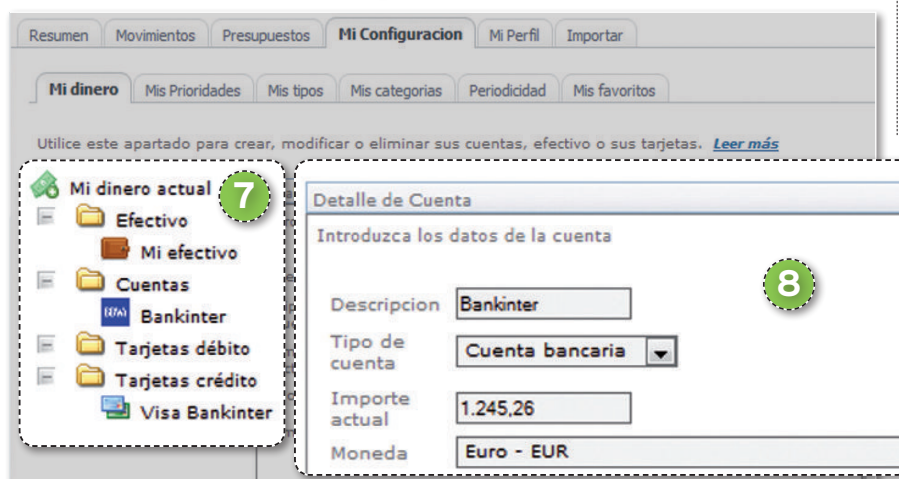 Resumen Movimientos Presupuestos Mi Configuracion Mi Perfil Importar
Mi dinero Mis Prioridades Mis tipos Mis categorias Periodicidad Mis favoritos
Utilice este apartado para crear, modificar o eliminar sus cuentas, efectivo o sus tarjetas. Leer más
Mi dinero actual
7
Efectivo
Mi efectivo
Cuentas
BBVA Bankinter
Tarjetas débito
Tarjetas crédito
Visa Bankinter
Detalle de Cuenta
Introduzca los datos de la cuenta
8
Descripcion Bankinter
Tipo de
cuenta Cuenta bancaria
Importe
actual 1.245,26
Moneda Euro - EUR